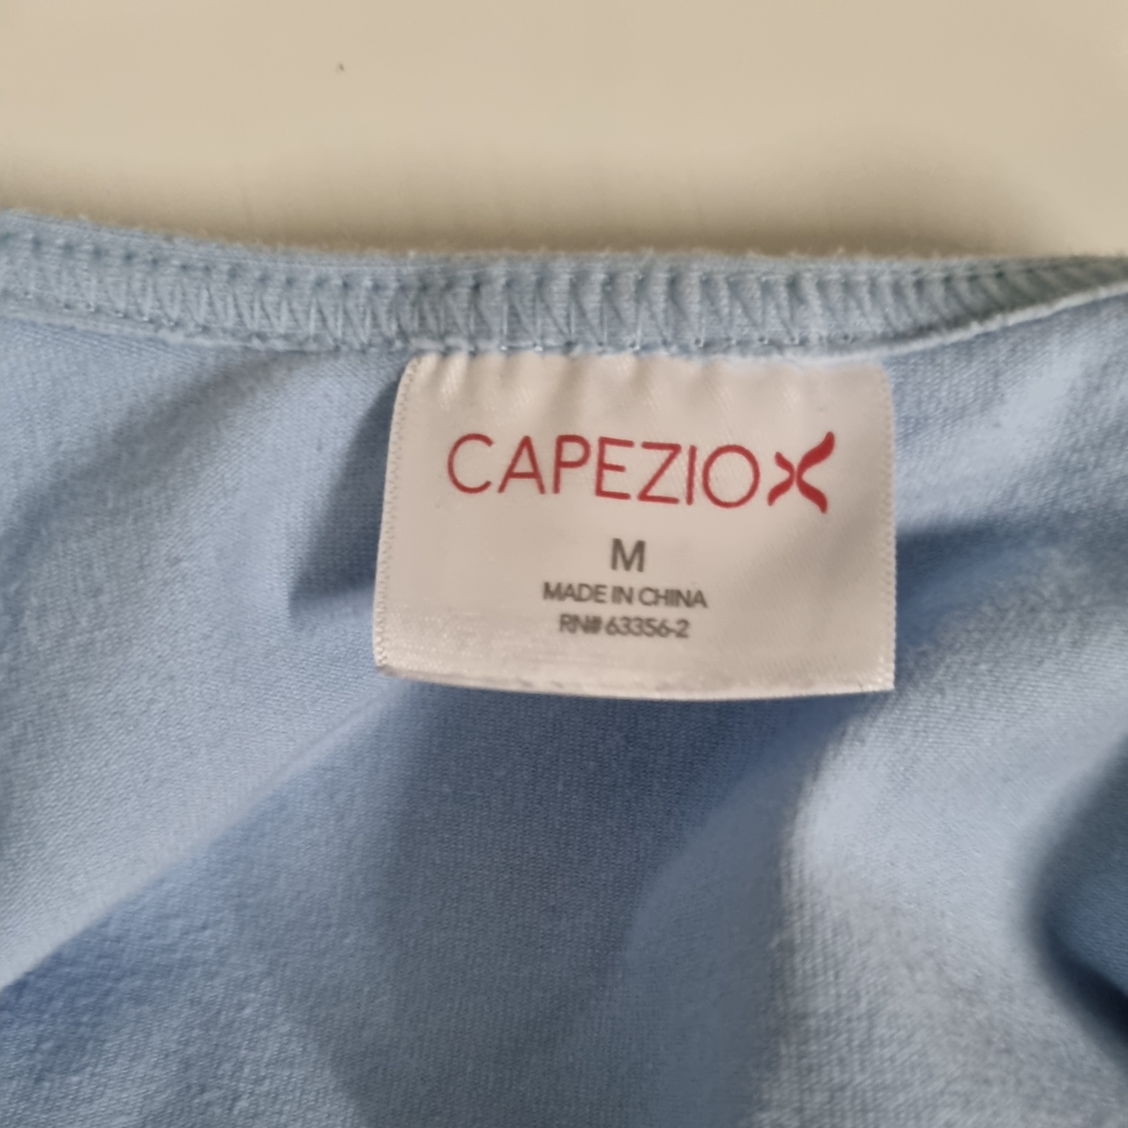 CAPEZIO
M
MADE IN CHINA
RN# 63356-2